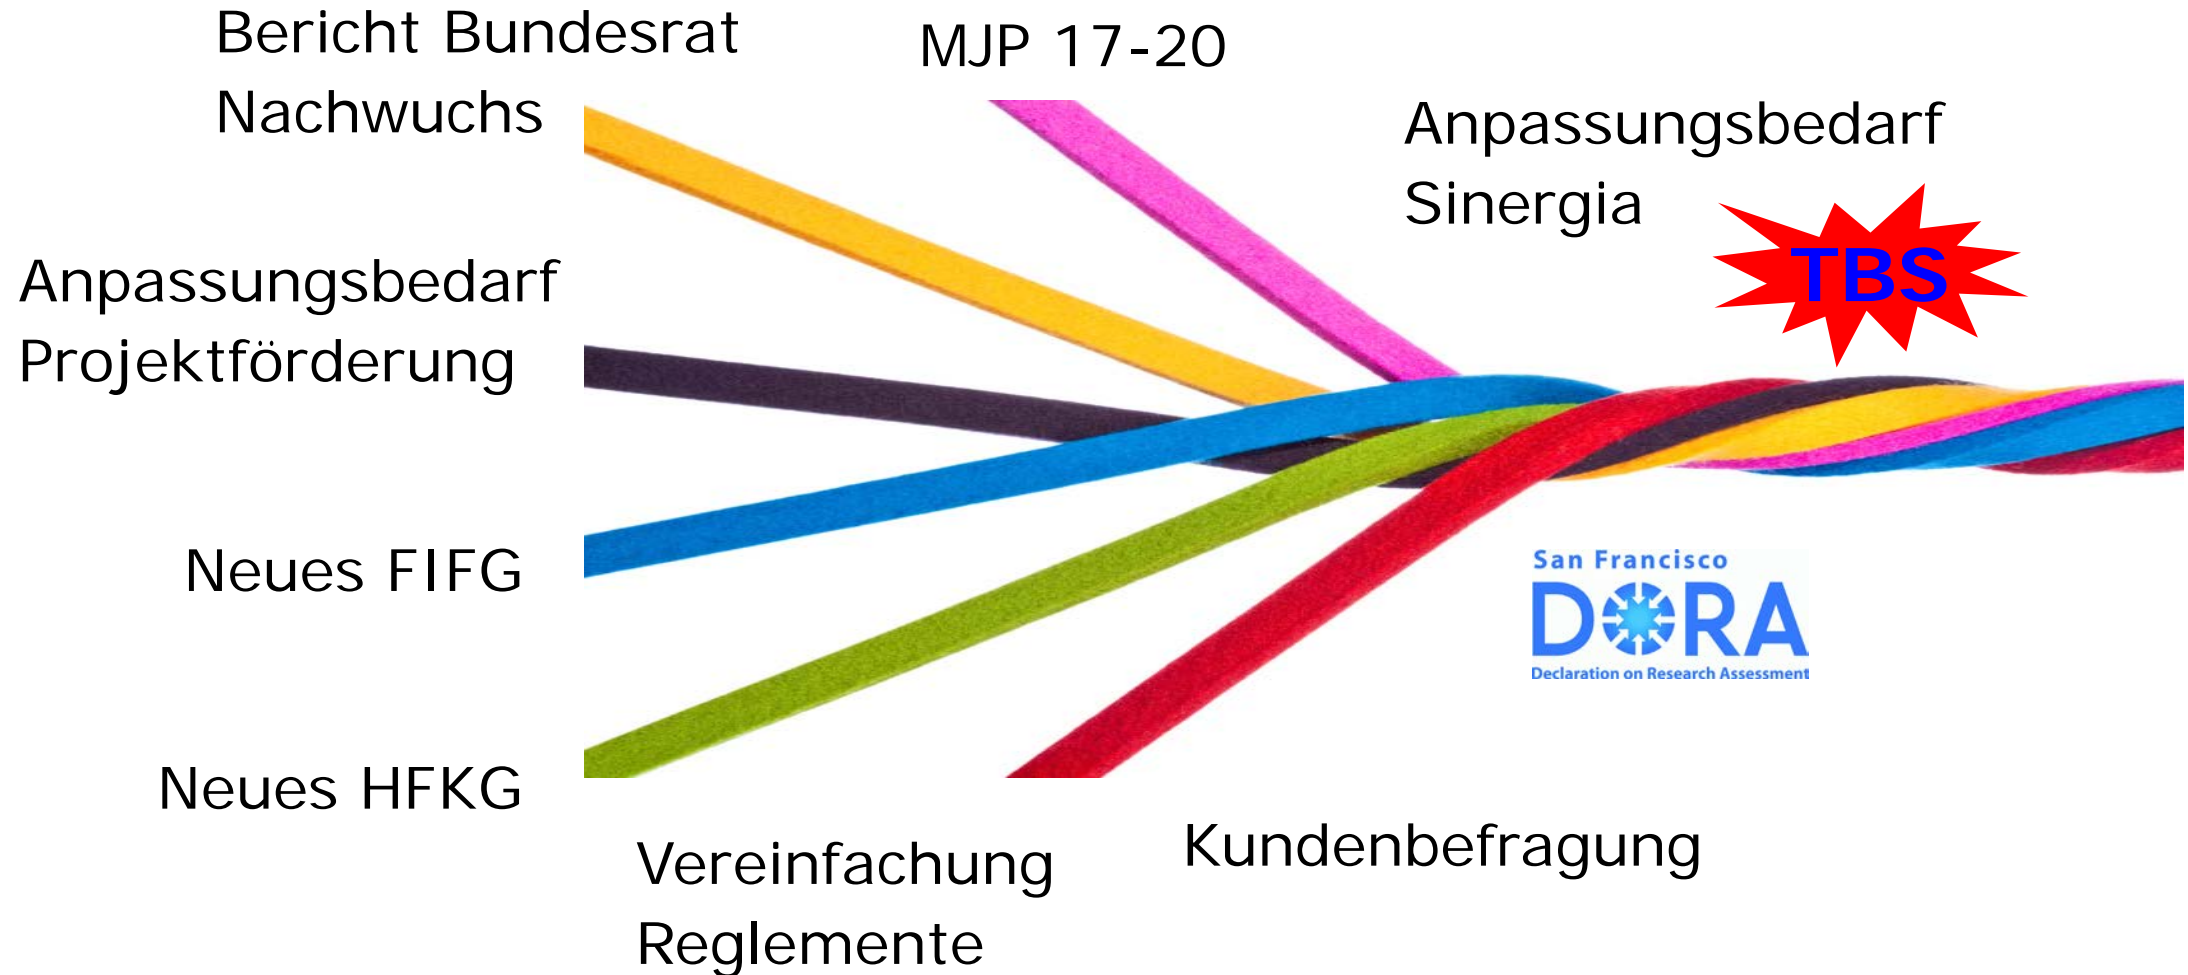 Bericht Bundesrat
Nachwuchs
MJP 17-20
Anpassungsbedarf
Sinergia
TBS
Anpassungsbedarf
Projektförderung
Neues FIFG
San Francisco
DORA
Declaration on Research Assessment
Neues HFKG
Vereinfachung
Reglemente
Kundenbefragung